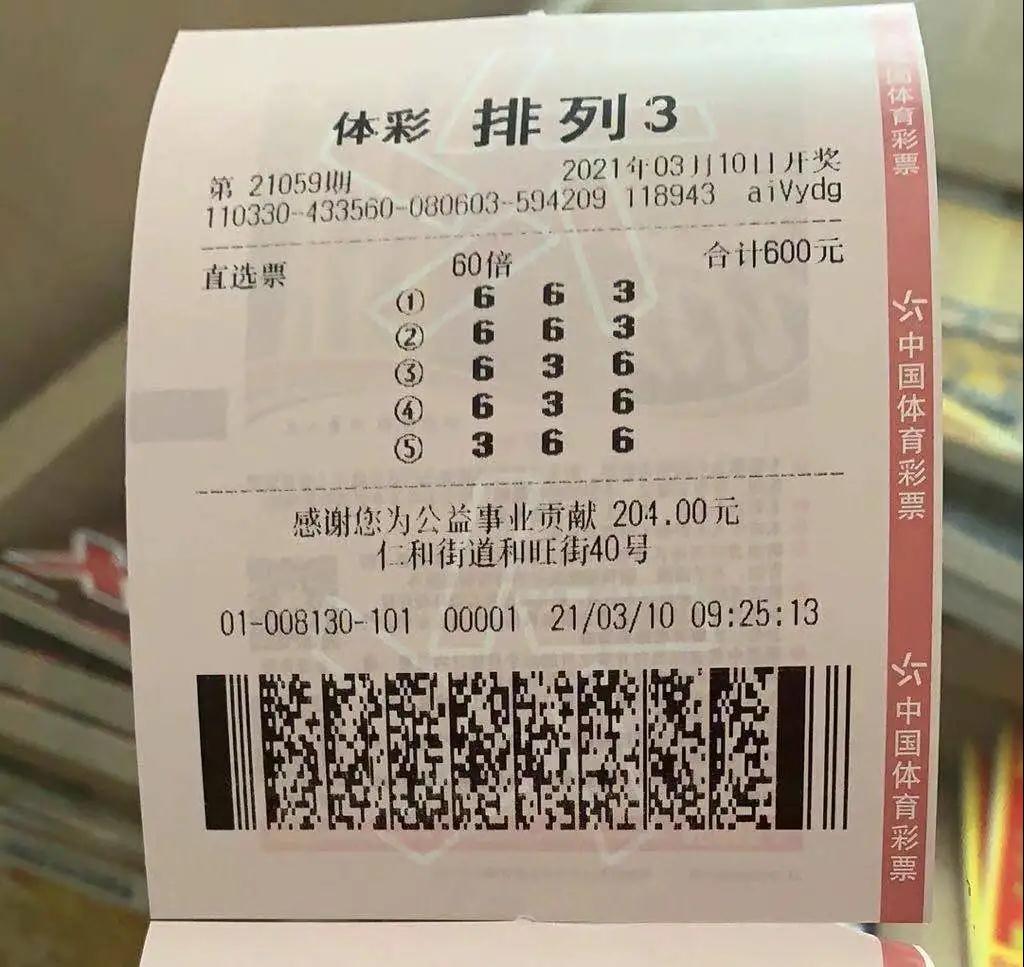 体彩 排列3
第 21059期 2021年03月10日开奖
110330-433560-080603-594209 118943 aiVydg
直选票 60倍 合计600元
① 6 6 3
② 6 6 3
③ 6 3 6
④ 6 3 6
⑤ 3 6 6
感谢您为公益事业贡献 204.00元
仁和街道和旺街40号
01-008130-101 00001 21/03/10 09:25:13
国体育彩票
中国体育彩票
中国体育彩票